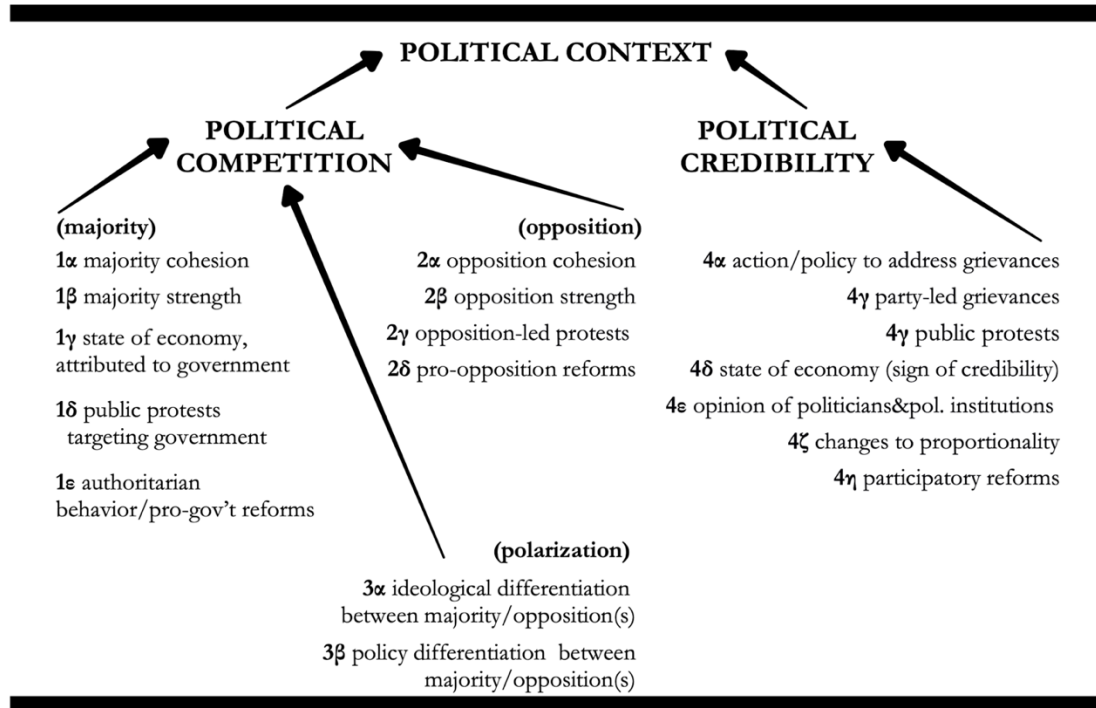 POLITICAL CONTEXT
POLITICAL
COMPETITION
POLITICAL
CREDIBILITY
(majority)
1α majority cohesion
1β majority strength
1γ state of economy,
attributed to government
1δ public protests
targeting government
1ε authoritarian
behavior/pro-gov’t reforms
(opposition)
2α opposition cohesion
2β opposition strength
2γ opposition-led protests
2δ pro-opposition reforms
4α action/policy to address grievances
4γ party-led grievances
4γ public protests
4δ state of economy (sign of credibility)
4ε opinion of politicians&pol. institutions
4ζ changes to proportionality
4η participatory reforms
(polarization)
3α ideological differentiation
between majority/opposition(s)
3β policy differentiation between
majority/opposition(s)